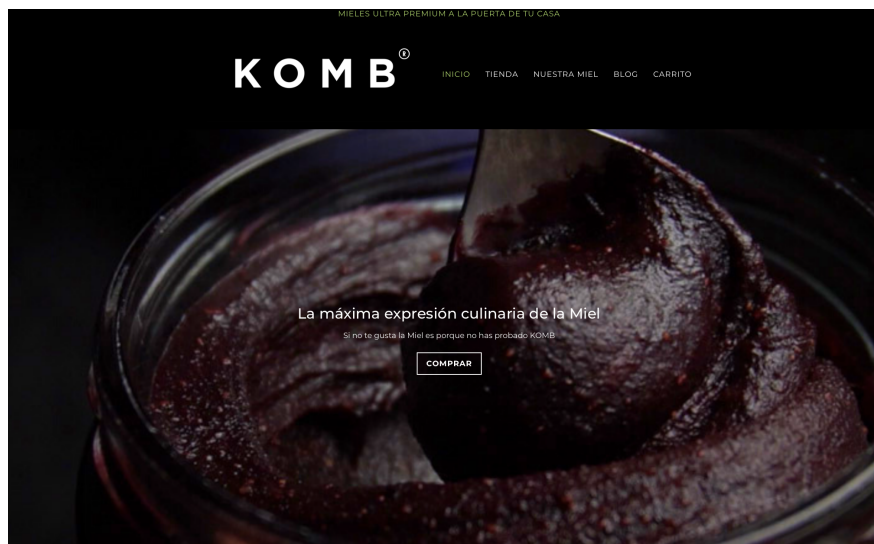 MIELES ULTRA PREMIUM A LA PUERTA DE TU CASA
KOMB®
INICIO TIENDA NUESTRA MIEL BLOG CARRITO
La máxima expresión culinaria de la Miel
Si no te gusta la Miel es porque no has probado KOMB
COMPRAR